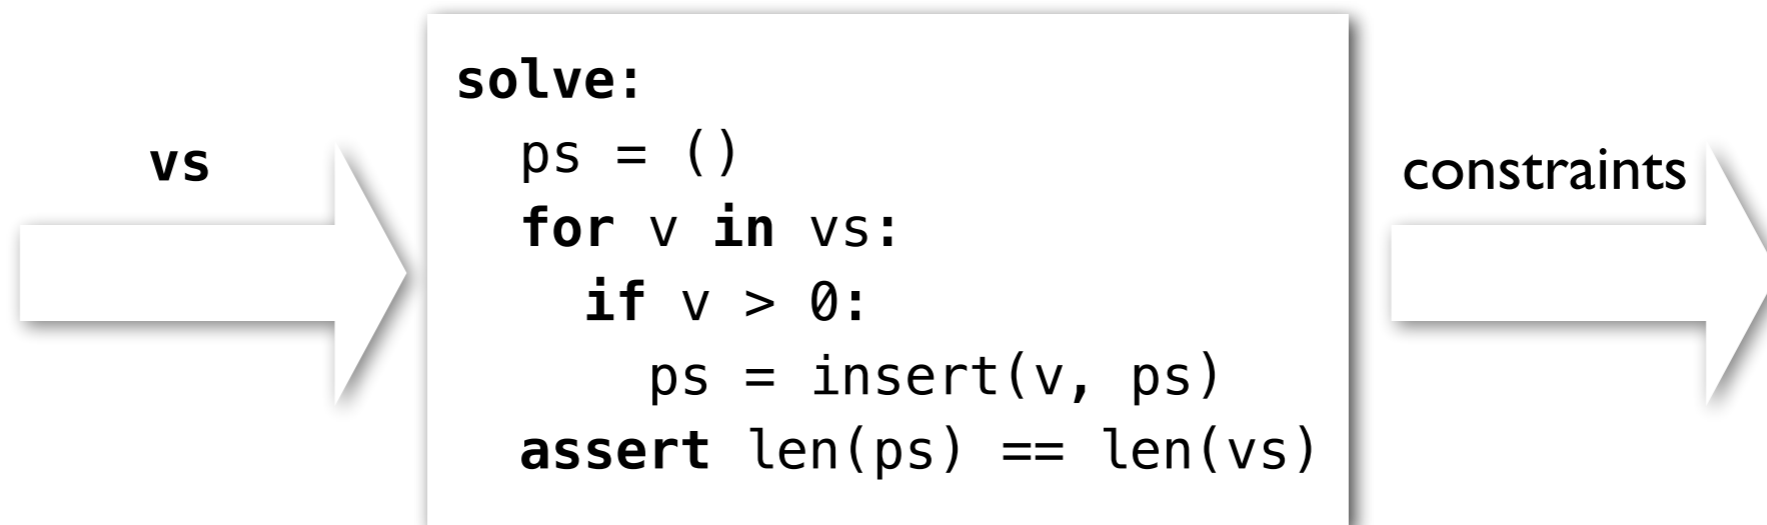 vs
solve:
  ps = ()
  for v in vs:
    if v > 0:
      ps = insert(v, ps)
  assert len(ps) == len(vs)
constraints